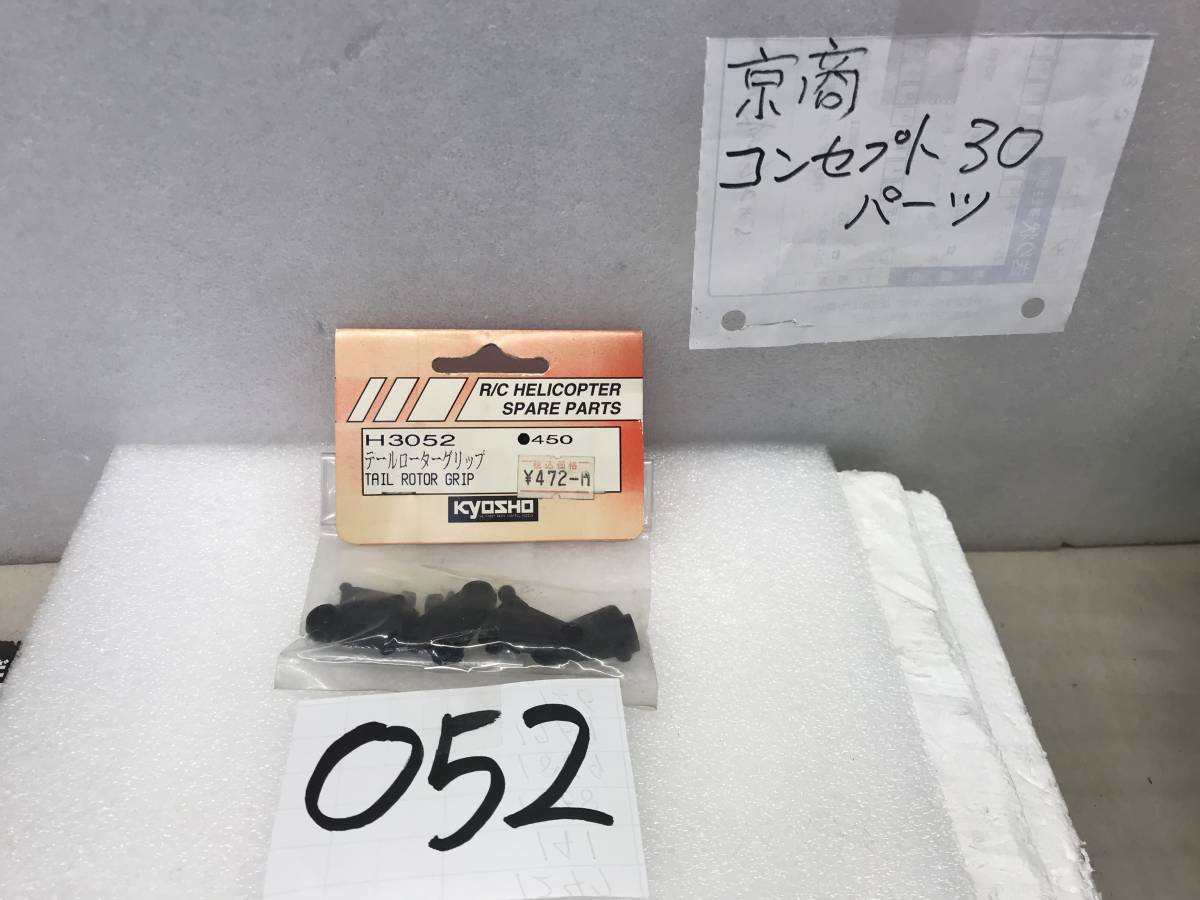 京商
コンセプト30
パーツ
R/C HELICOPTER
SPARE PARTS
H3052 ●450
テールローターグリップ
TAIL ROTOR GRIP
税込価格
¥472-
KYOSHO
052